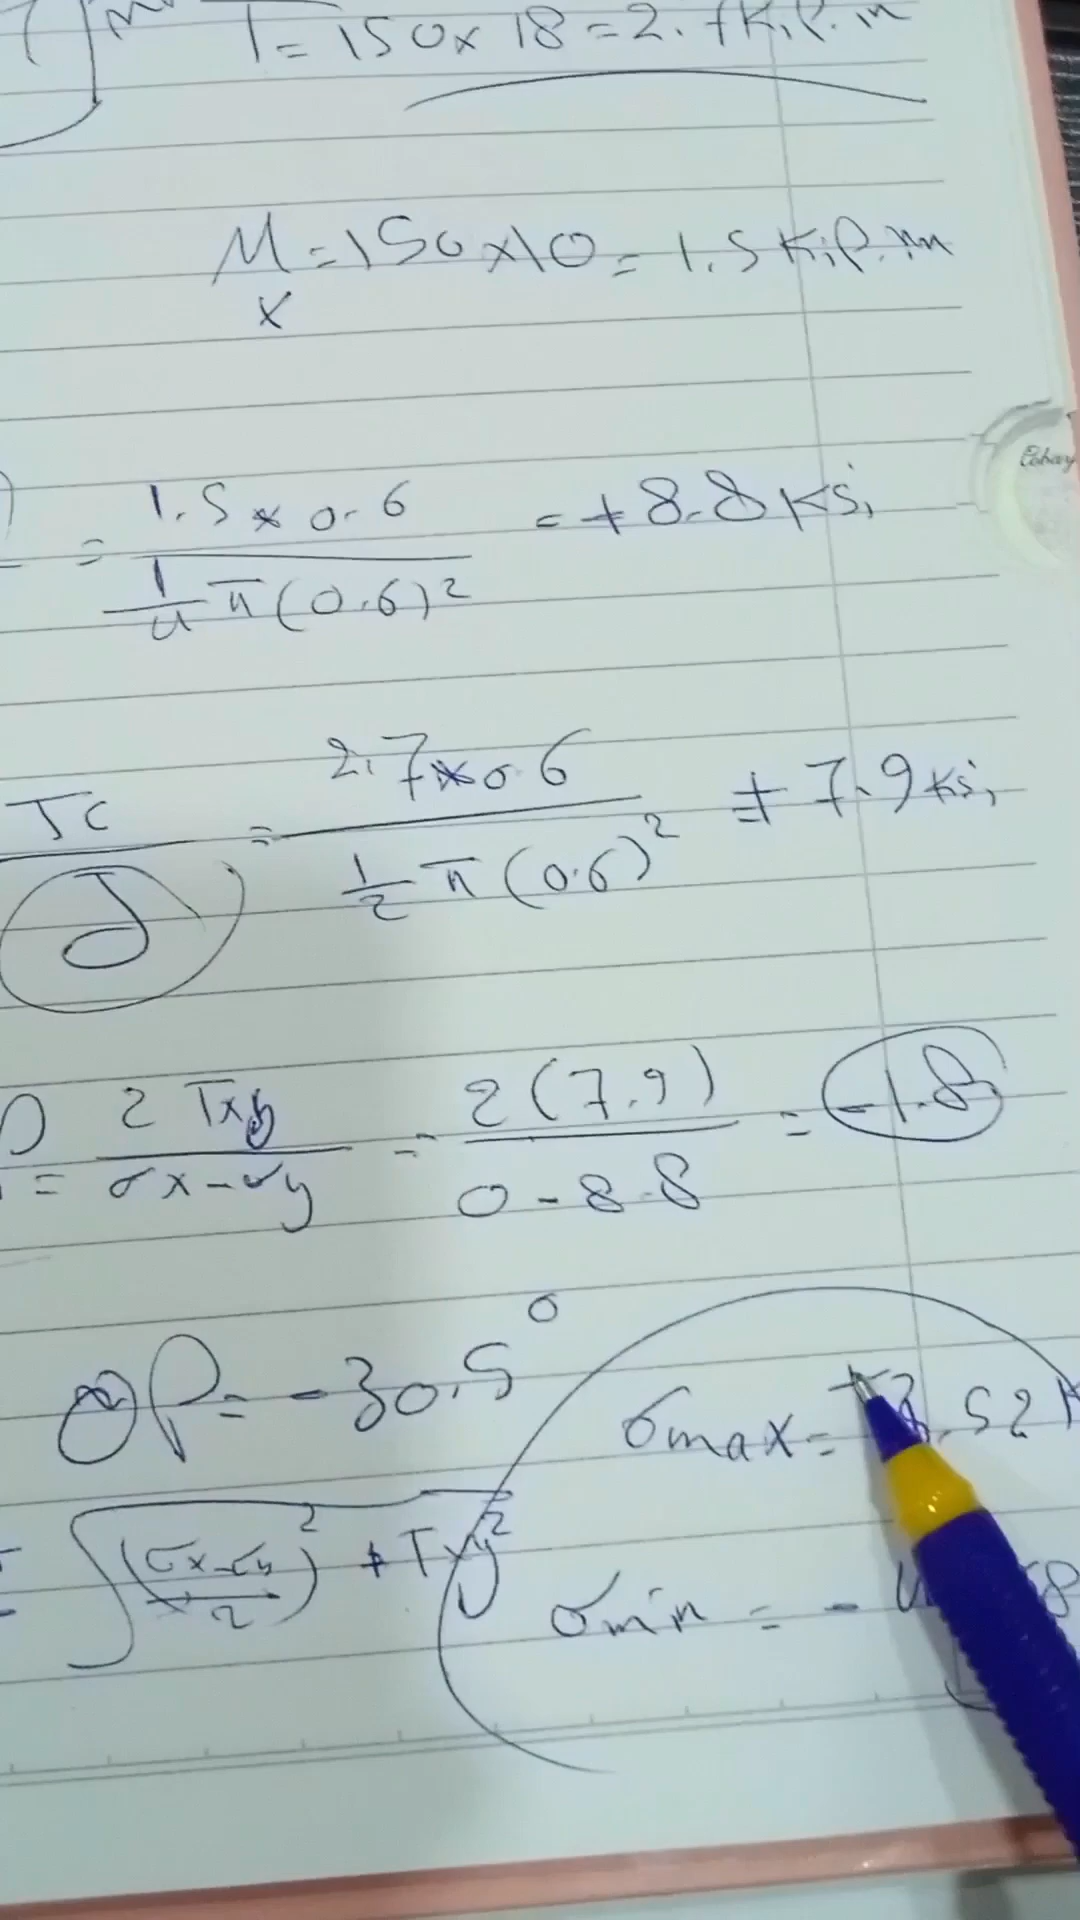 T = 150 x 18 = 2.7 Kip.in
M = 150 x 10 = 1.5 Kip.in
x
= 1.5 x 0.6 = +8.8 Ksi
1/4 π (0.6)2
Tc = 2.7 x 0.6 = + 7.9 Ksi
J 1/2 π (0.6)2
2 Txy = 2 (7.9) = -1.8
= σx - σy 0 - 8.8
θP = -30.5°
σmax = .52 K
√((σx - σy)/2)2 + Txy2
σmin = -